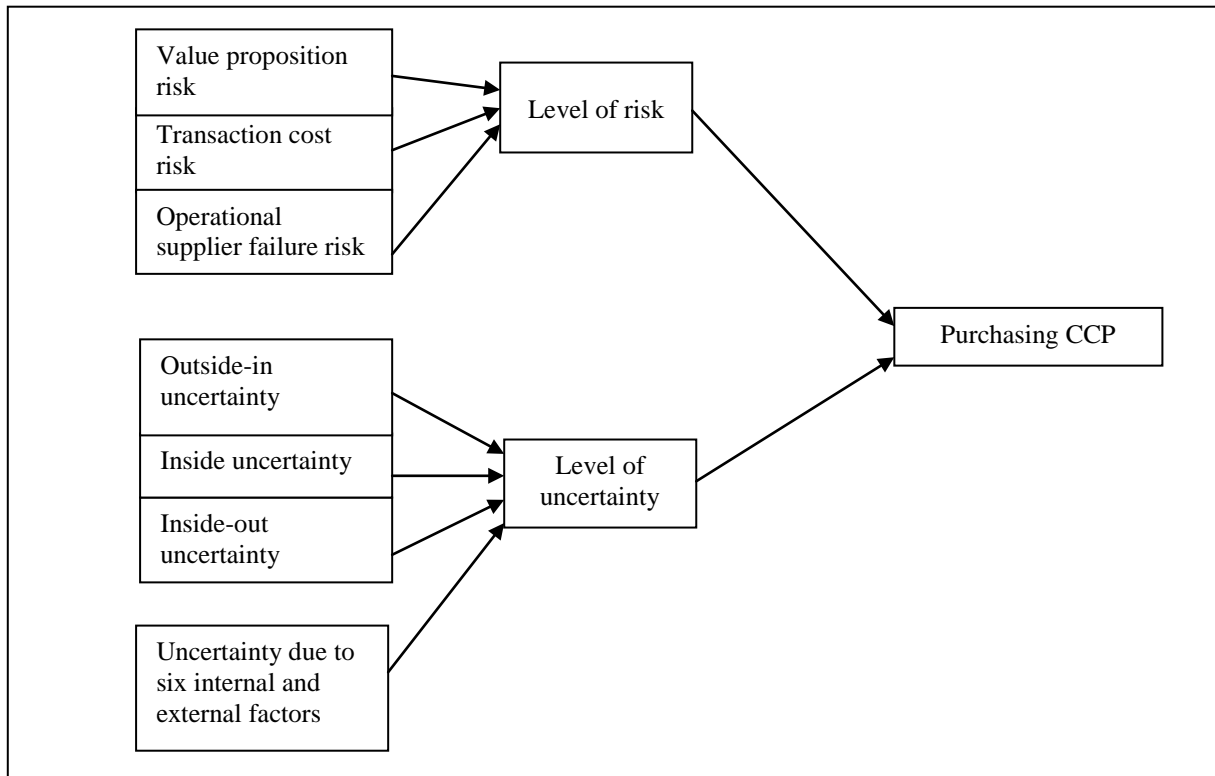 Value proposition
risk
Transaction cost
risk
Operational
supplier failure risk
Level of risk
Outside-in
uncertainty
Inside uncertainty
Inside-out
uncertainty
Uncertainty due to
six internal and
external factors
Level of
uncertainty
Purchasing CCP